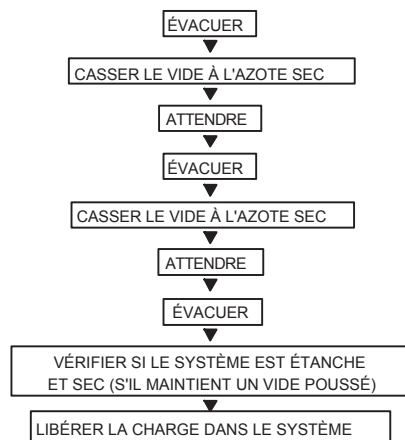 ÉVACUER
CASSER LE VIDE À L'AZOTE SEC
ATTENDRE
ÉVACUER
CASSER LE VIDE À L'AZOTE SEC
ATTENDRE
ÉVACUER
VÉRIFIER SI LE SYSTÈME EST ÉTANCHE
ET SEC (S'IL MAINTIENT UN VIDE POUSSÉ)
LIBÉRER LA CHARGE DANS LE SYSTÈME